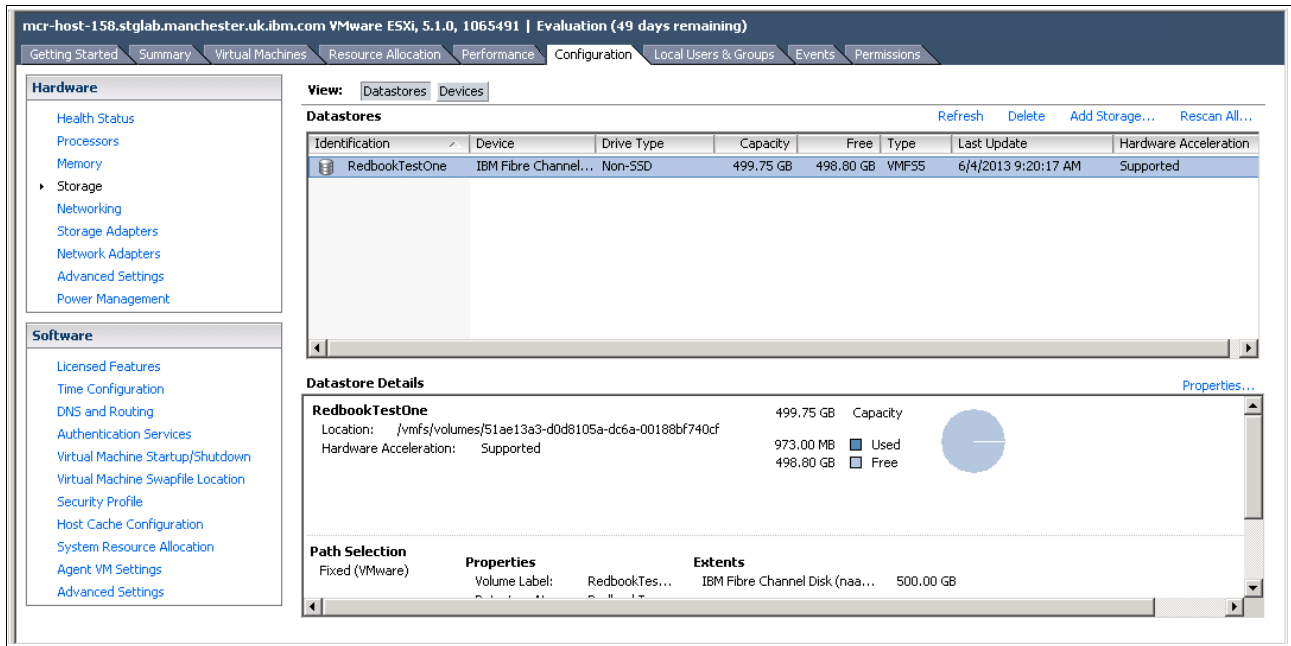 mcr-host-158.stglab.manchester.uk.ibm.com VMware ESXi, 5.1.0, 1065491 | Evaluation (49 days remaining)
Getting Started Summary Virtual Machines Resource Allocation Performance Configuration Local Users & Groups Events Permissions
Hardware
Health Status
Processors
Memory
Storage
Networking
Storage Adapters
Network Adapters
Advanced Settings
Power Management
Software
Licensed Features
Time Configuration
DNS and Routing
Authentication Services
Virtual Machine Startup/Shutdown
Virtual Machine Swapfile Location
Security Profile
Host Cache Configuration
System Resource Allocation
Agent VM Settings
Advanced Settings
View: Datastores Devices
Datastores Refresh Delete Add Storage... Rescan All...
Identification Device Drive Type Capacity Free Type Last Update Hardware Acceleration
RedbookTestOne IBM Fibre Channel... Non-SSD 499.75 GB 498.80 GB VMFS5 6/4/2013 9:20:17 AM Supported
Datastore Details Properties...
RedbookTestOne 499.75 GB Capacity
Location: /vmfs/volumes/51ae13a3-d0d8105a-dc6a-00188bf740cf
Hardware Acceleration: Supported 973.00 MB Used
498.80 GB Free
Path Selection Properties Extents
Fixed (VMware) Volume Label: RedbookTes... IBM Fibre Channel Disk (naa... 500.00 GB